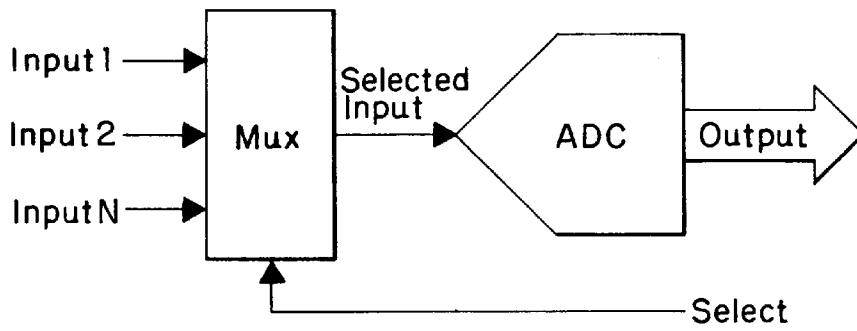 Input 1
Input 2
Input N
Mux
Selected
Input
ADC
Output
Select